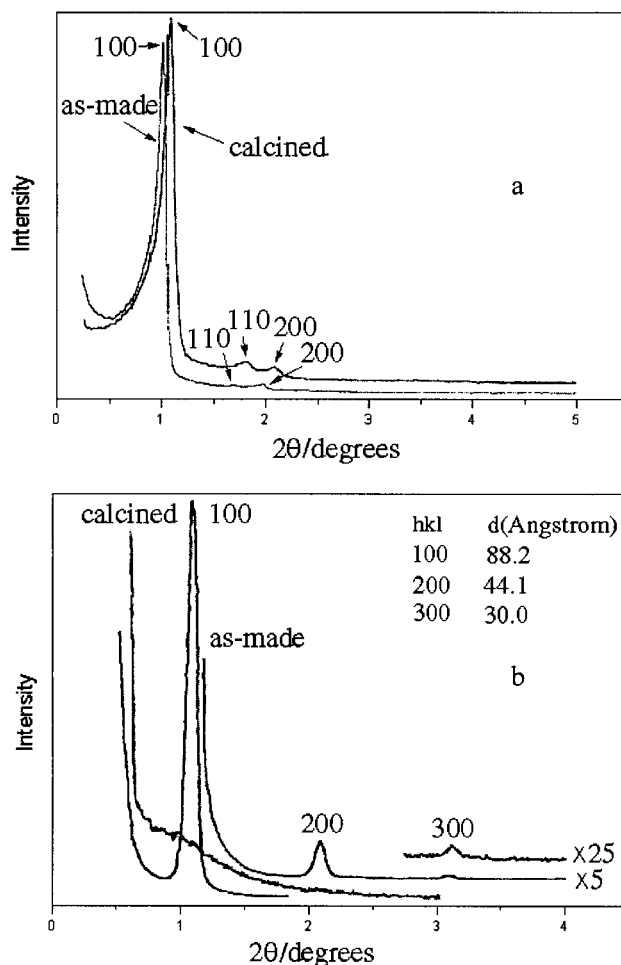 100 100
as-made
calcined
a
Intensity
110 110 200
200
0 1 2 3 4 5
2θ/degrees
calcined 100
hkl d(Angstrom)
100 88.2
200 44.1
300 30.0
as-made
b
Intensity
200 300
X25
X5
0 1 2 3 4
2θ/degrees